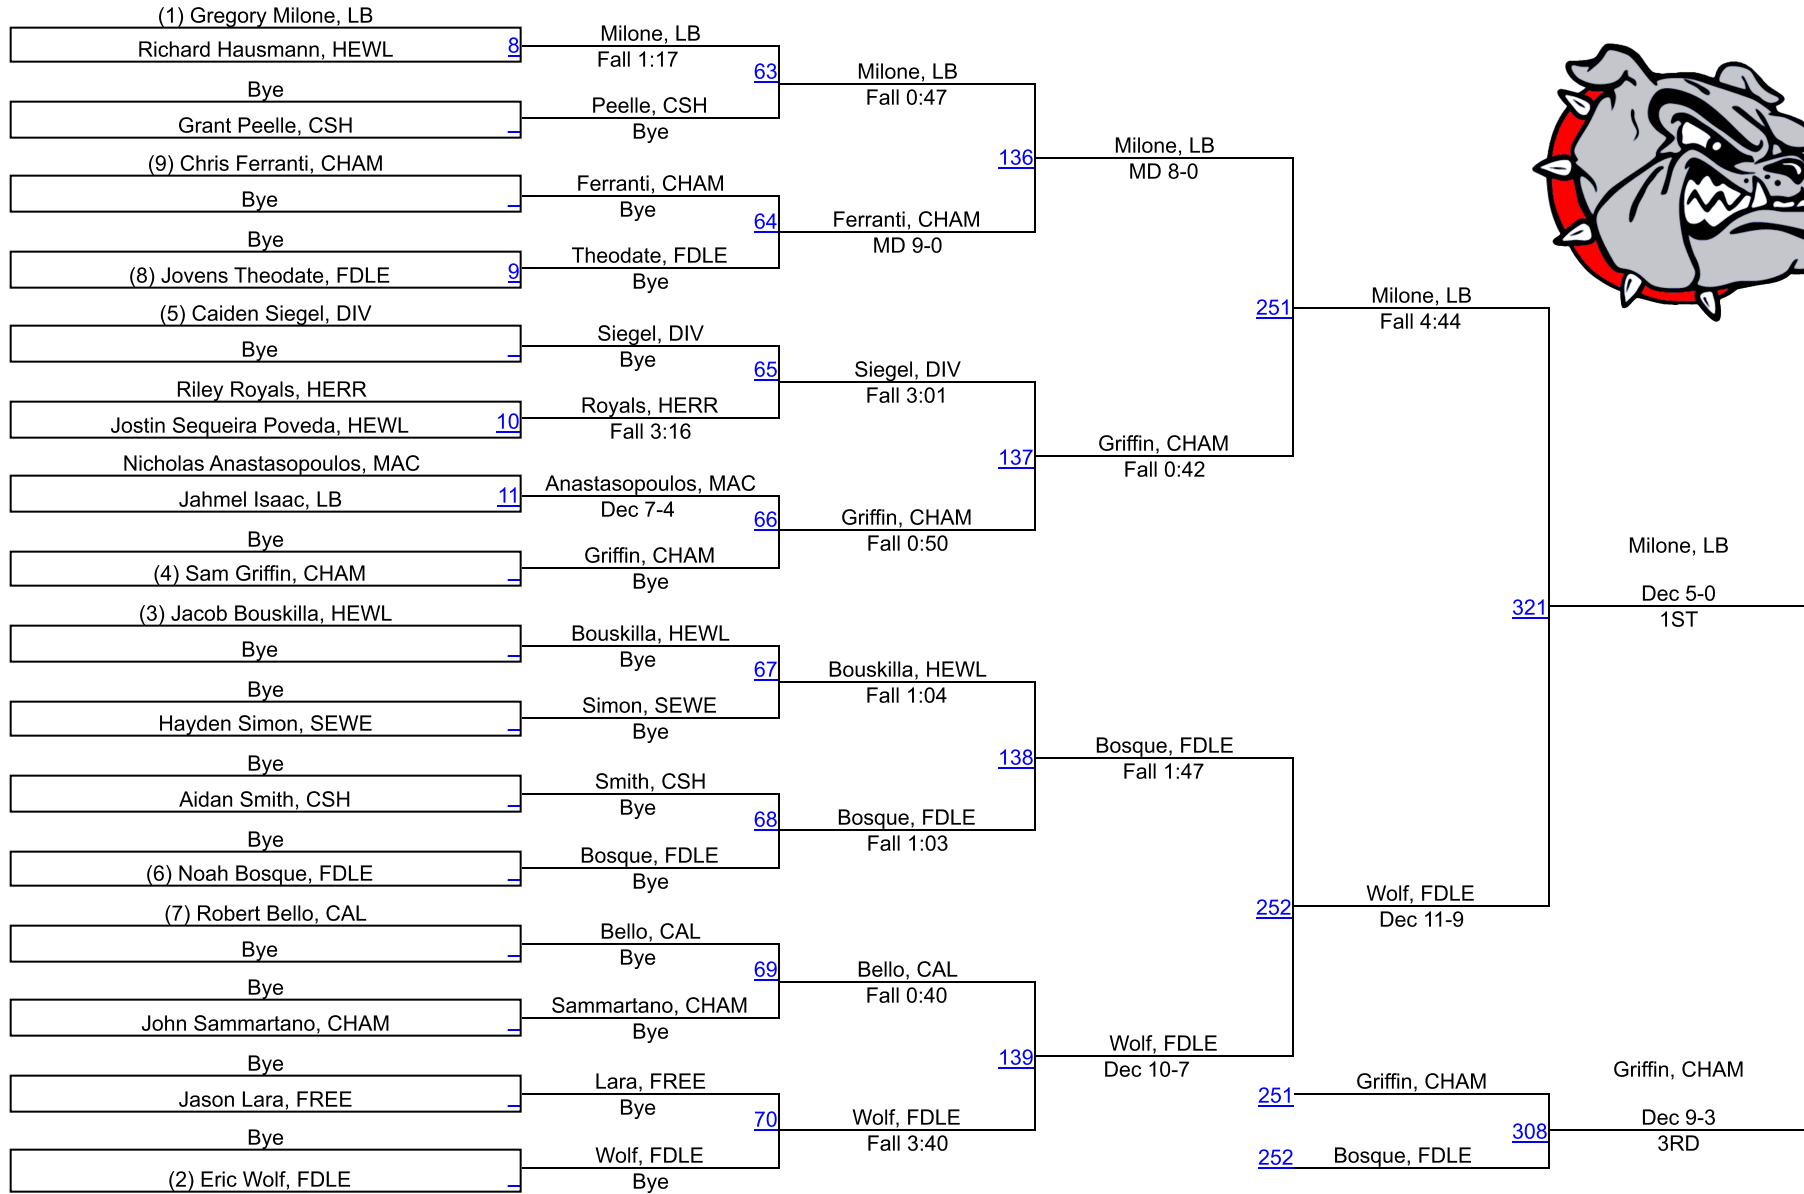 (1) Gregory Milone, LB
Richard Hausmann, HEWL 8
Bye
Grant Peelle, CSH
(9) Chris Ferranti, CHAM
Bye
Bye
(8) Jovens Theodate, FDLE 9
(5) Caiden Siegel, DIV
Bye
Riley Royals, HERR
Jostin Sequeira Poveda, HEWL 10
Nicholas Anastasopoulos, MAC
Jahmel Isaac, LB 11
Bye
(4) Sam Griffin, CHAM
(3) Jacob Bouskilla, HEWL
Bye
Bye
Hayden Simon, SEWE
Bye
Aidan Smith, CSH
Bye
(6) Noah Bosque, FDLE
(7) Robert Bello, CAL
Bye
Bye
John Sammartano, CHAM
Bye
Jason Lara, FREE
Bye
(2) Eric Wolf, FDLE
Milone, LB
Fall 1:17
63
Peelle, CSH
Bye
Ferranti, CHAM
Bye
64
Theodate, FDLE
Bye
Siegel, DIV
Bye
65
Royals, HERR
Fall 3:16
Anastasopoulos, MAC
Dec 7-4
66
Griffin, CHAM
Bye
Bouskilla, HEWL
Bye
67
Simon, SEWE
Bye
Smith, CSH
Bye
68
Bosque, FDLE
Bye
Bello, CAL
Bye
69
Sammartano, CHAM
Bye
Lara, FREE
Bye
70
Wolf, FDLE
Bye
Milone, LB
Fall 0:47
136
Ferranti, CHAM
MD 9-0
Siegel, DIV
Fall 3:01
137
Griffin, CHAM
Fall 0:50
Bouskilla, HEWL
Fall 1:04
138
Bosque, FDLE
Fall 1:03
Bello, CAL
Fall 0:40
139
Wolf, FDLE
Fall 3:40
Milone, LB
MD 8-0
251
Griffin, CHAM
Fall 0:42
Bosque, FDLE
Fall 1:47
252
Wolf, FDLE
Dec 10-7
Milone, LB
Fall 4:44
321
Wolf, FDLE
Dec 11-9
Milone, LB
Dec 5-0
1ST
251 Griffin, CHAM
308
252 Bosque, FDLE
Griffin, CHAM
Dec 9-3
3RD